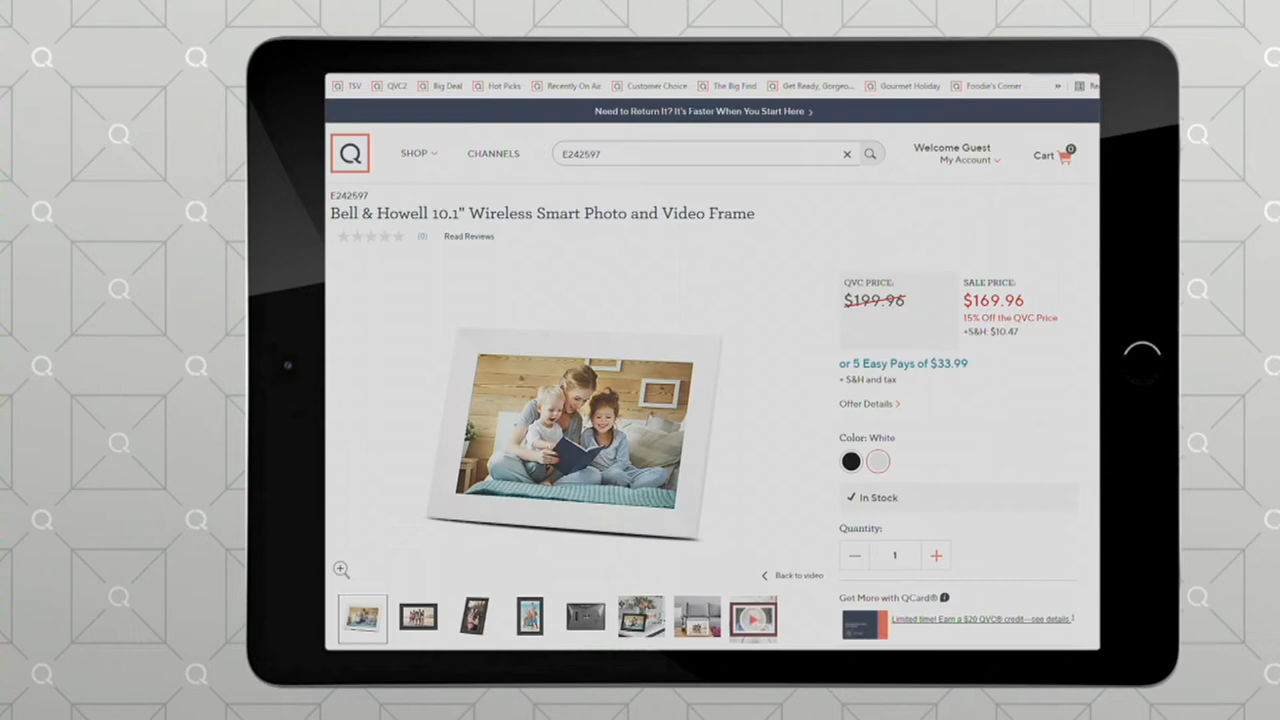 TSV QVC2 Big Deal Hot Picks Recently On Air Customer Choice The Big Find Get Ready, Gorgeo... Gourmet Holiday Foodie's Corner » Re
Need to Return It? It's Faster When You Start Here >
Q SHOP CHANNELS E242597 Welcome Guest
My Account Cart 0
E242597
Bell & Howell 10.1" Wireless Smart Photo and Video Frame
(0) Read Reviews
QVC PRICE: SALE PRICE:
$199.96 $169.96
15% Off the QVC Price
+S&H: $10.47
or 5 Easy Pays of $33.99
+ S&H and tax
Offer Details >
Color: White
✓ In Stock
Quantity:
— 1 +
Back to video
Get More with QCard®
Limited time! Earn a $20 QVC® credit—see details.